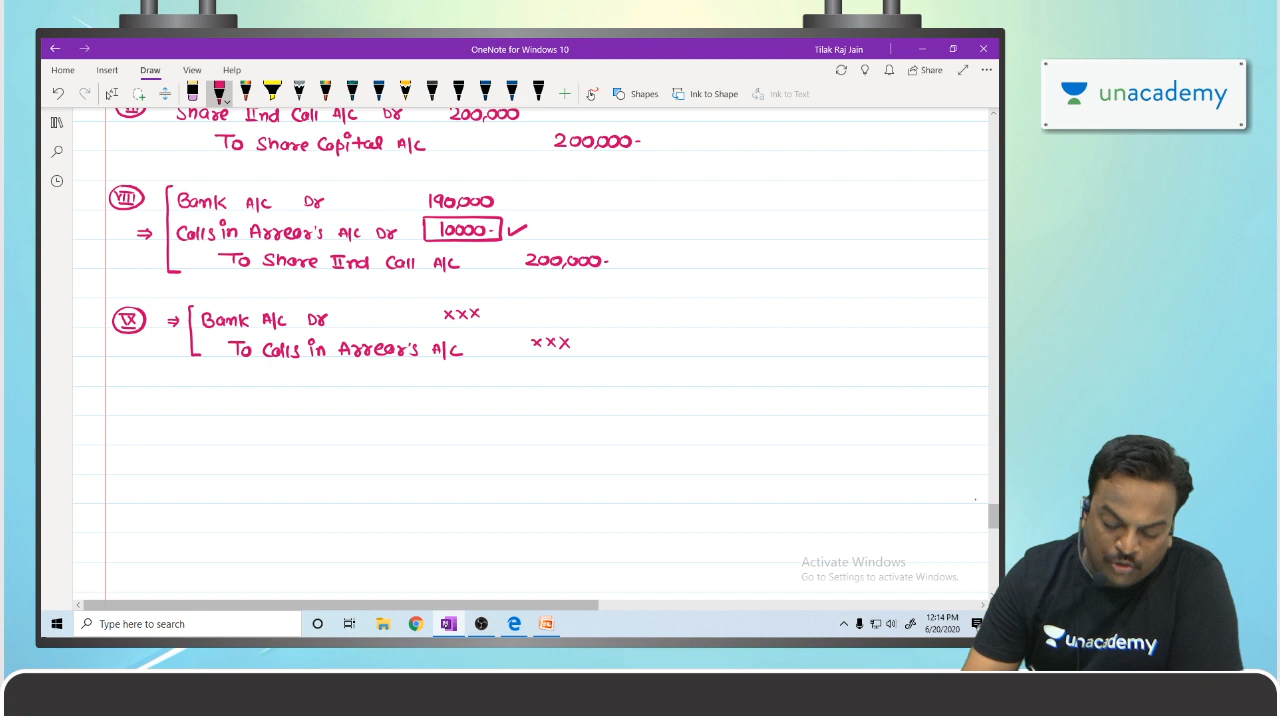 OneNote for Windows 10
Tilak Raj Jain
Home Insert Draw View Help
Share
Shapes Ink to Shape Ink to Text
unacademy
Share IInd Call A/C Dr 200,000
To Share Capital A/C 200,000-
VIII Bank A/C Dr 190,000
⇒ Calls in Arrear's A/C Dr 10000- ✓
To Share IInd Call A/C 200,000-
IX ⇒ Bank A/C Dr xxx
To Calls in Arrear's A/C xxx
Activate Windows
Go to Settings to activate Windows.
Type here to search
12:14 PM
6/20/2020
unacademy